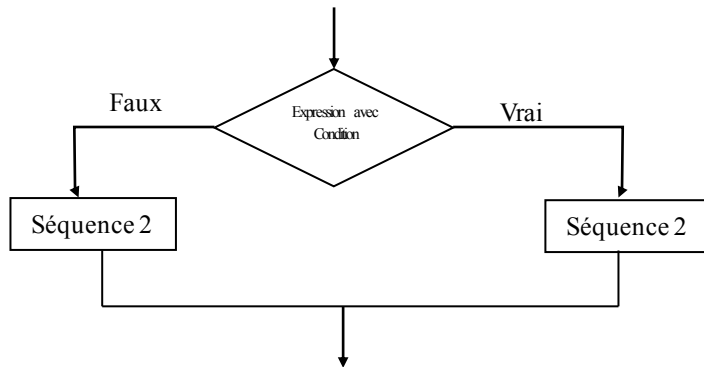 Faux
Expression avec
Condition
Vrai
Séquence 2
Séquence 2